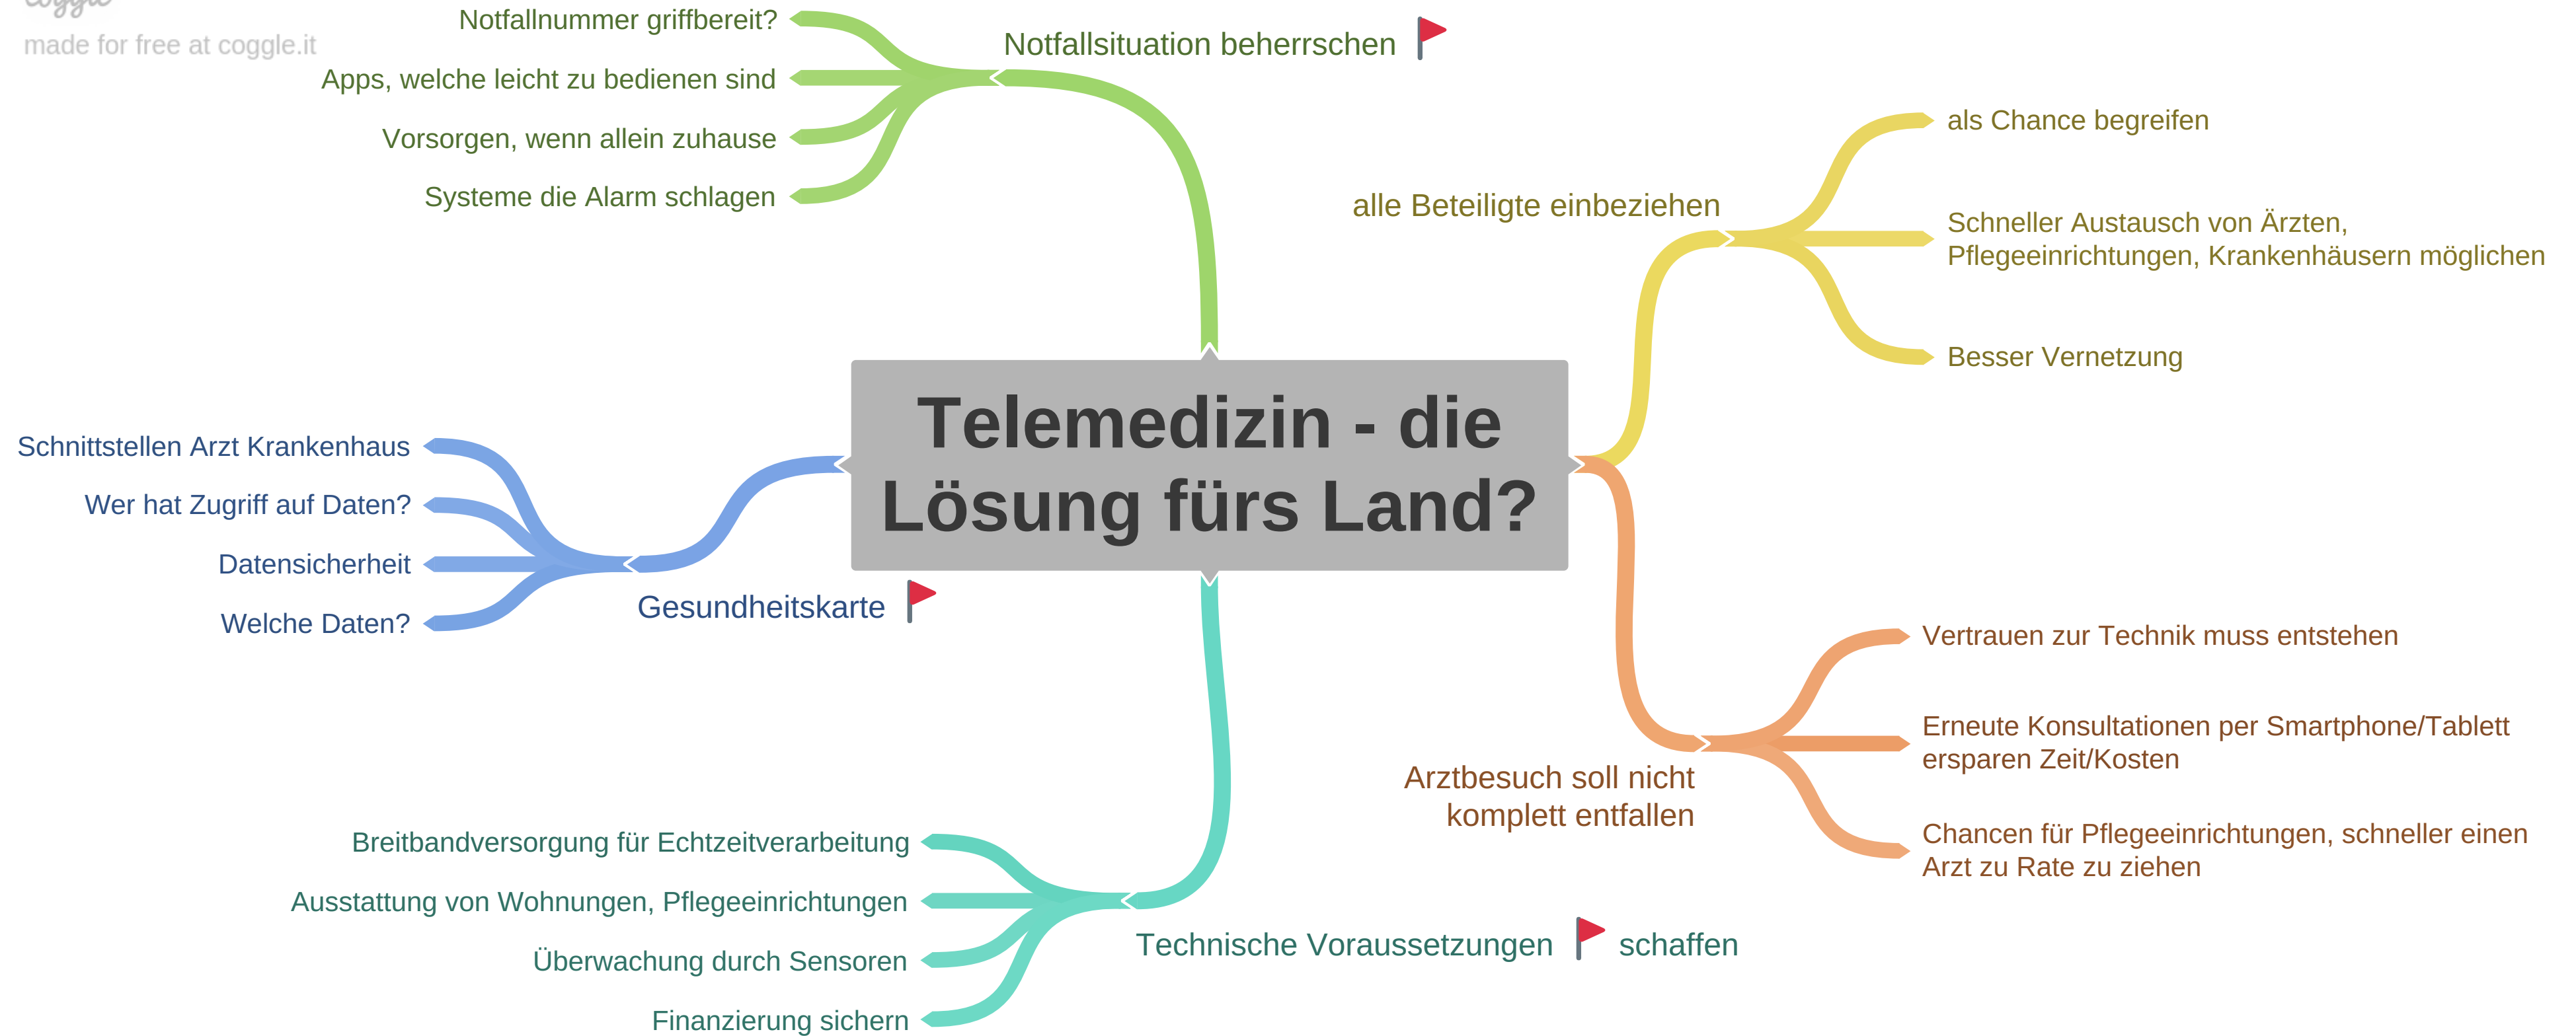 coggle
made for free at coggle.it
Notfallsituation beherrschen
Notfallnummer griffbereit?
Apps, welche leicht zu bedienen sind
Vorsorgen, wenn allein zuhause
Systeme die Alarm schlagen
alle Beteiligte einbeziehen
als Chance begreifen
Schneller Austausch von Ärzten,
Pflegeeinrichtungen, Krankenhäusern möglichen
Besser Vernetzung
Telemedizin - die
Lösung fürs Land?
Gesundheitskarte
Schnittstellen Arzt Krankenhaus
Wer hat Zugriff auf Daten?
Datensicherheit
Welche Daten?
Arztbesuch soll nicht
komplett entfallen
Vertrauen zur Technik muss entstehen
Erneute Konsultationen per Smartphone/Tablett
ersparen Zeit/Kosten
Chancen für Pflegeeinrichtungen, schneller einen
Arzt zu Rate zu ziehen
Technische Voraussetzungen schaffen
Breitbandversorgung für Echtzeitverarbeitung
Ausstattung von Wohnungen, Pflegeeinrichtungen
Überwachung durch Sensoren
Finanzierung sichern